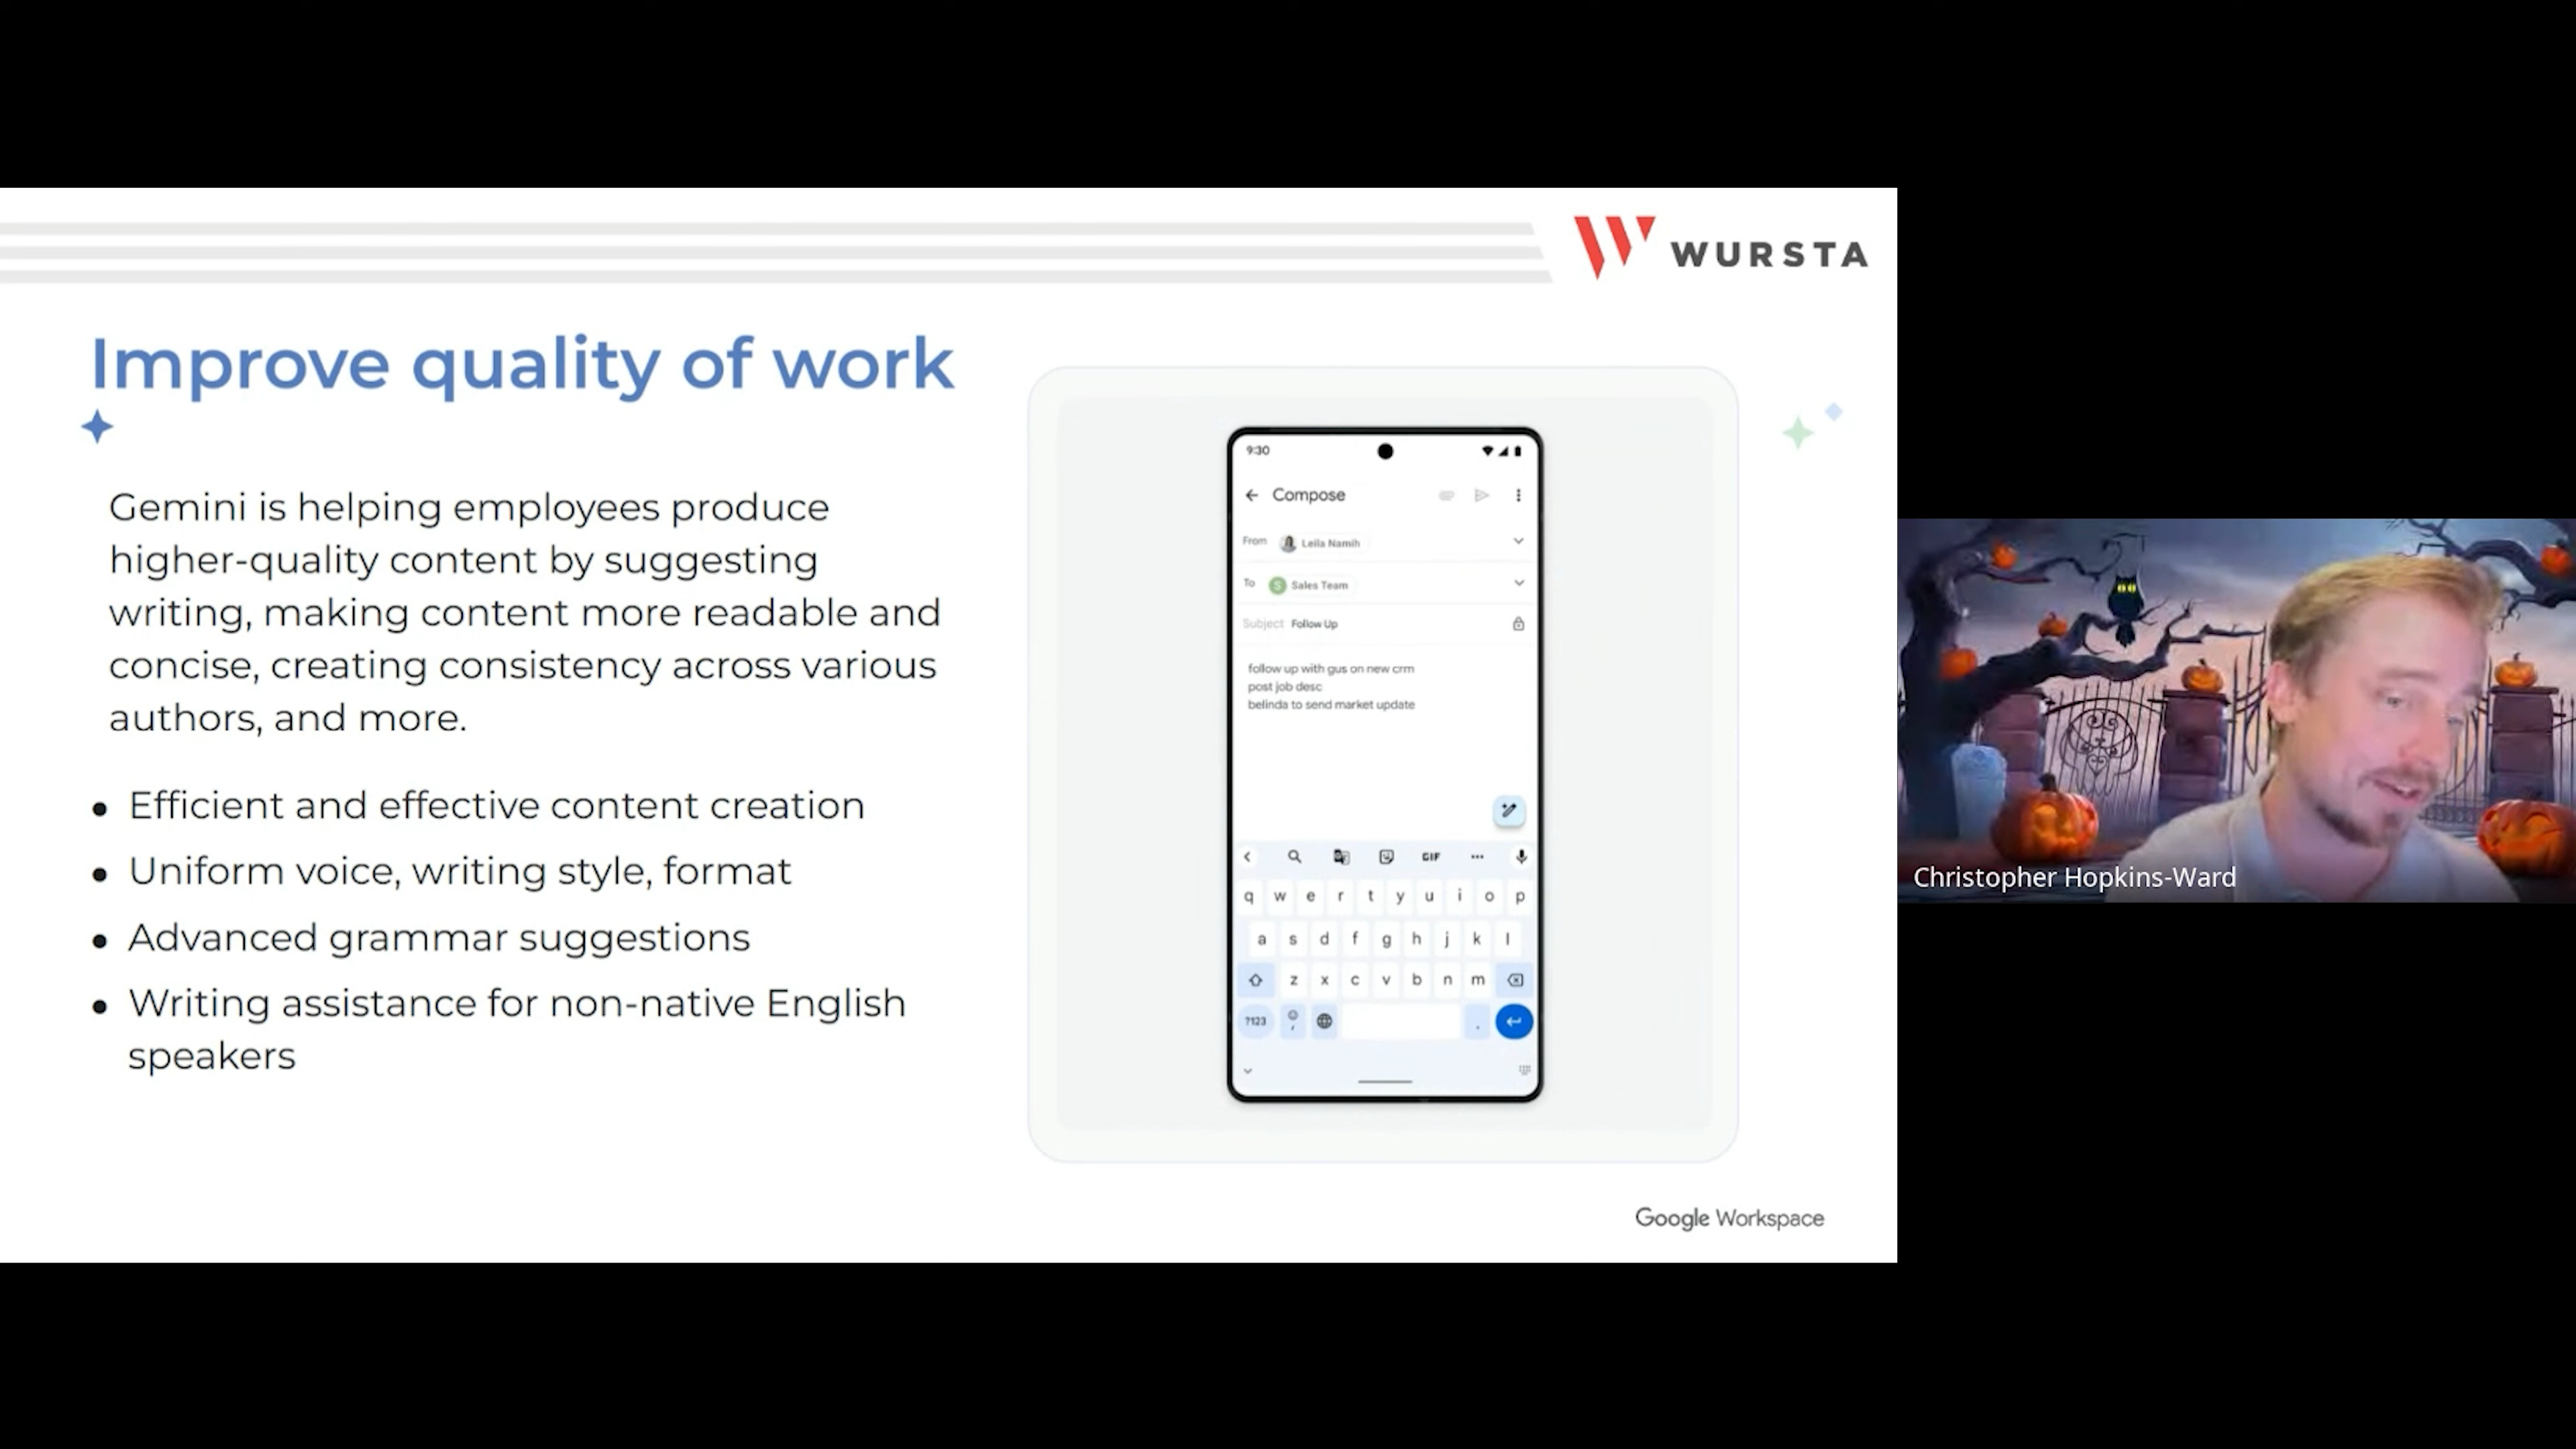 WURSTA
Improve quality of work
Gemini is helping employees produce
higher-quality content by suggesting
writing, making content more readable and
concise, creating consistency across various
authors, and more.
• Efficient and effective content creation
• Uniform voice, writing style, format
• Advanced grammar suggestions
• Writing assistance for non-native English
speakers
9:30
Compose
From Leila Namih
To S Sales Team
Subject Follow Up
follow up with gus on new crm
post job desc
belinda to send market update
GIF
q w e r t y u i o p
a s d f g h j k l
z x c v b n m
?123 , .
Google Workspace
Christopher Hopkins-Ward